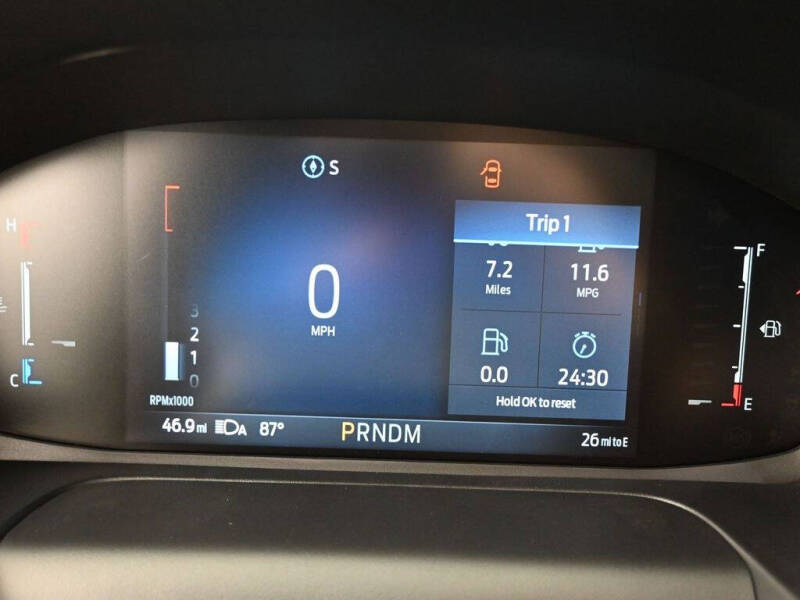 S
H
C
3
2
1
0
RPMx1000
0
MPH
Trip 1
7.2
Miles
11.6
MPG
0.0
24:30
Hold OK to reset
F
E
46.9 mi
A
87°
PRNDM
26 mi to E